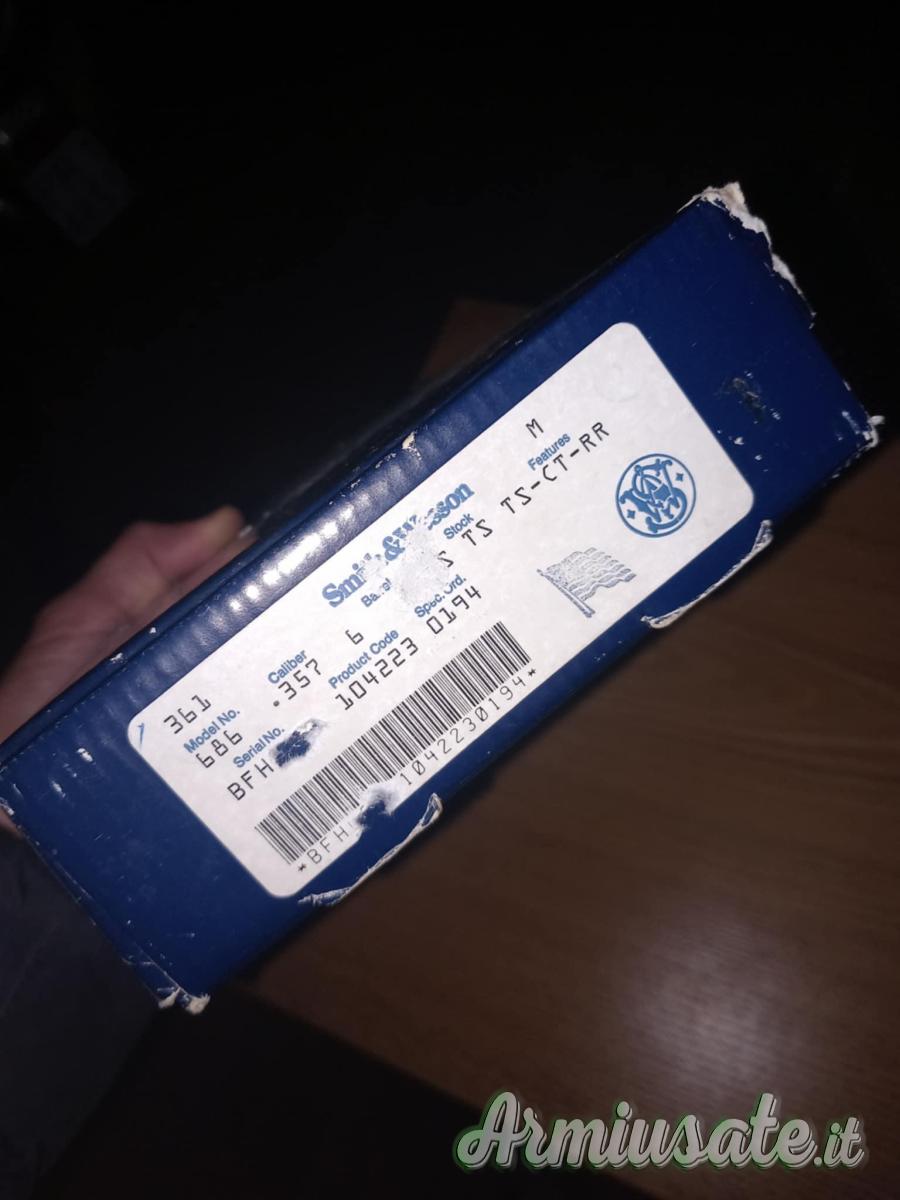 361 M
Smith & Wesson
Model No. Caliber Barrel Stock Features
686 .357 6 S TS TS-CT-RR
Serial No. Product Code Spec. Ord.
BFH 104223 0194
*BFH 1042230194*
Armiusate.it